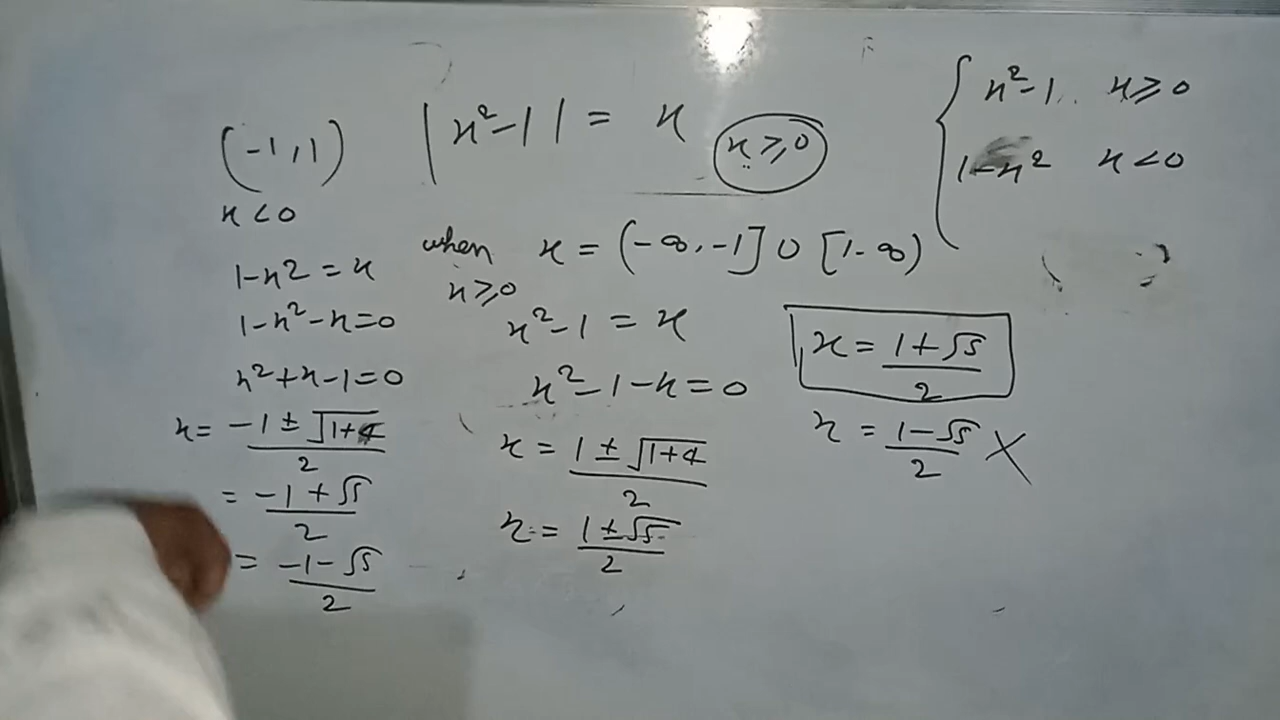 |x²-1| = x
x≥0
{ x²-1.. x≥0
1-x² x<0
(-1,1)
x<0
1-x2 = x
1-x²-x=0
x²+x-1=0
x= (-1 ± √(1+4))/2
= (-1+√5)/2
= (-1-√5)/2
when x = (-∞,-1] ∪ [1-∞)
x≥0
x²-1 = x
x²-1-x=0
x = (1 ± √(1+4))/2
x = (1±√5)/2
x = (1+√5)/2
x = (1-√5)/2 ×